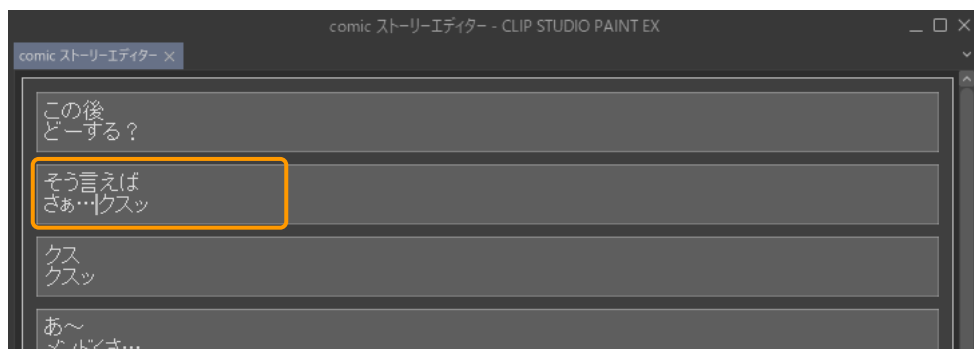 comic ストーリーエディター - CLIP STUDIO PAINT EX
comic ストーリーエディター
この後
どーする？
そう言えば
さぁ…クスッ
クス
クスッ
あ～